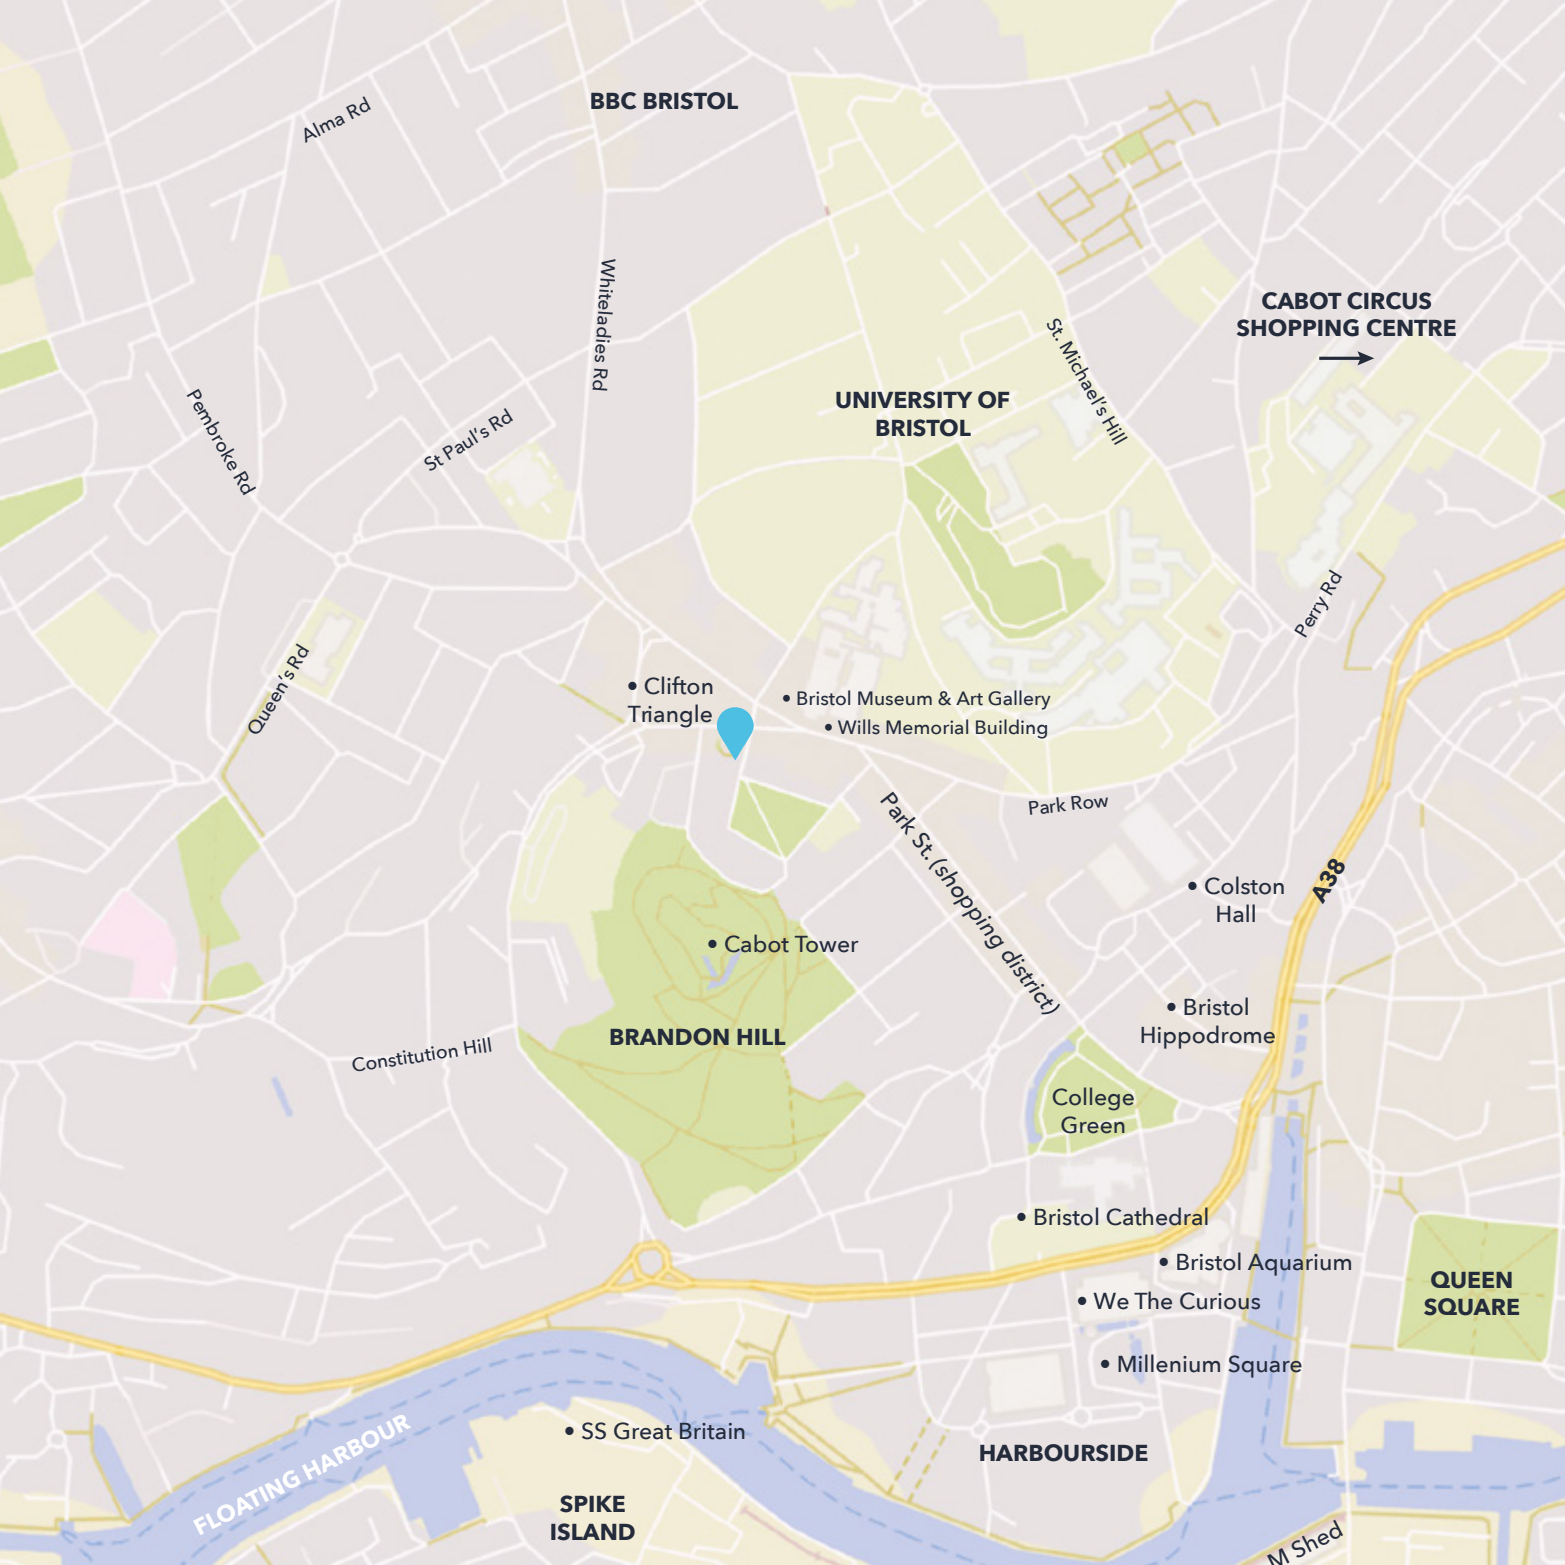 BBC BRISTOL
Alma Rd
Whiteladies Rd
CABOT CIRCUS
SHOPPING CENTRE
St. Michael's Hill
Pembroke Rd
St Paul's Rd
UNIVERSITY OF
BRISTOL
Perry Rd
Queen's Rd
• Clifton
Triangle
• Bristol Museum & Art Gallery
• Wills Memorial Building
Park Row
Park St. (shopping district)
A38
• Colston
Hall
• Cabot Tower
• Bristol
Hippodrome
BRANDON HILL
Constitution Hill
College
Green
• Bristol Cathedral
• Bristol Aquarium
QUEEN
SQUARE
• We The Curious
• Millenium Square
• SS Great Britain
HARBOURSIDE
FLOATING HARBOUR
SPIKE
ISLAND
M Shed